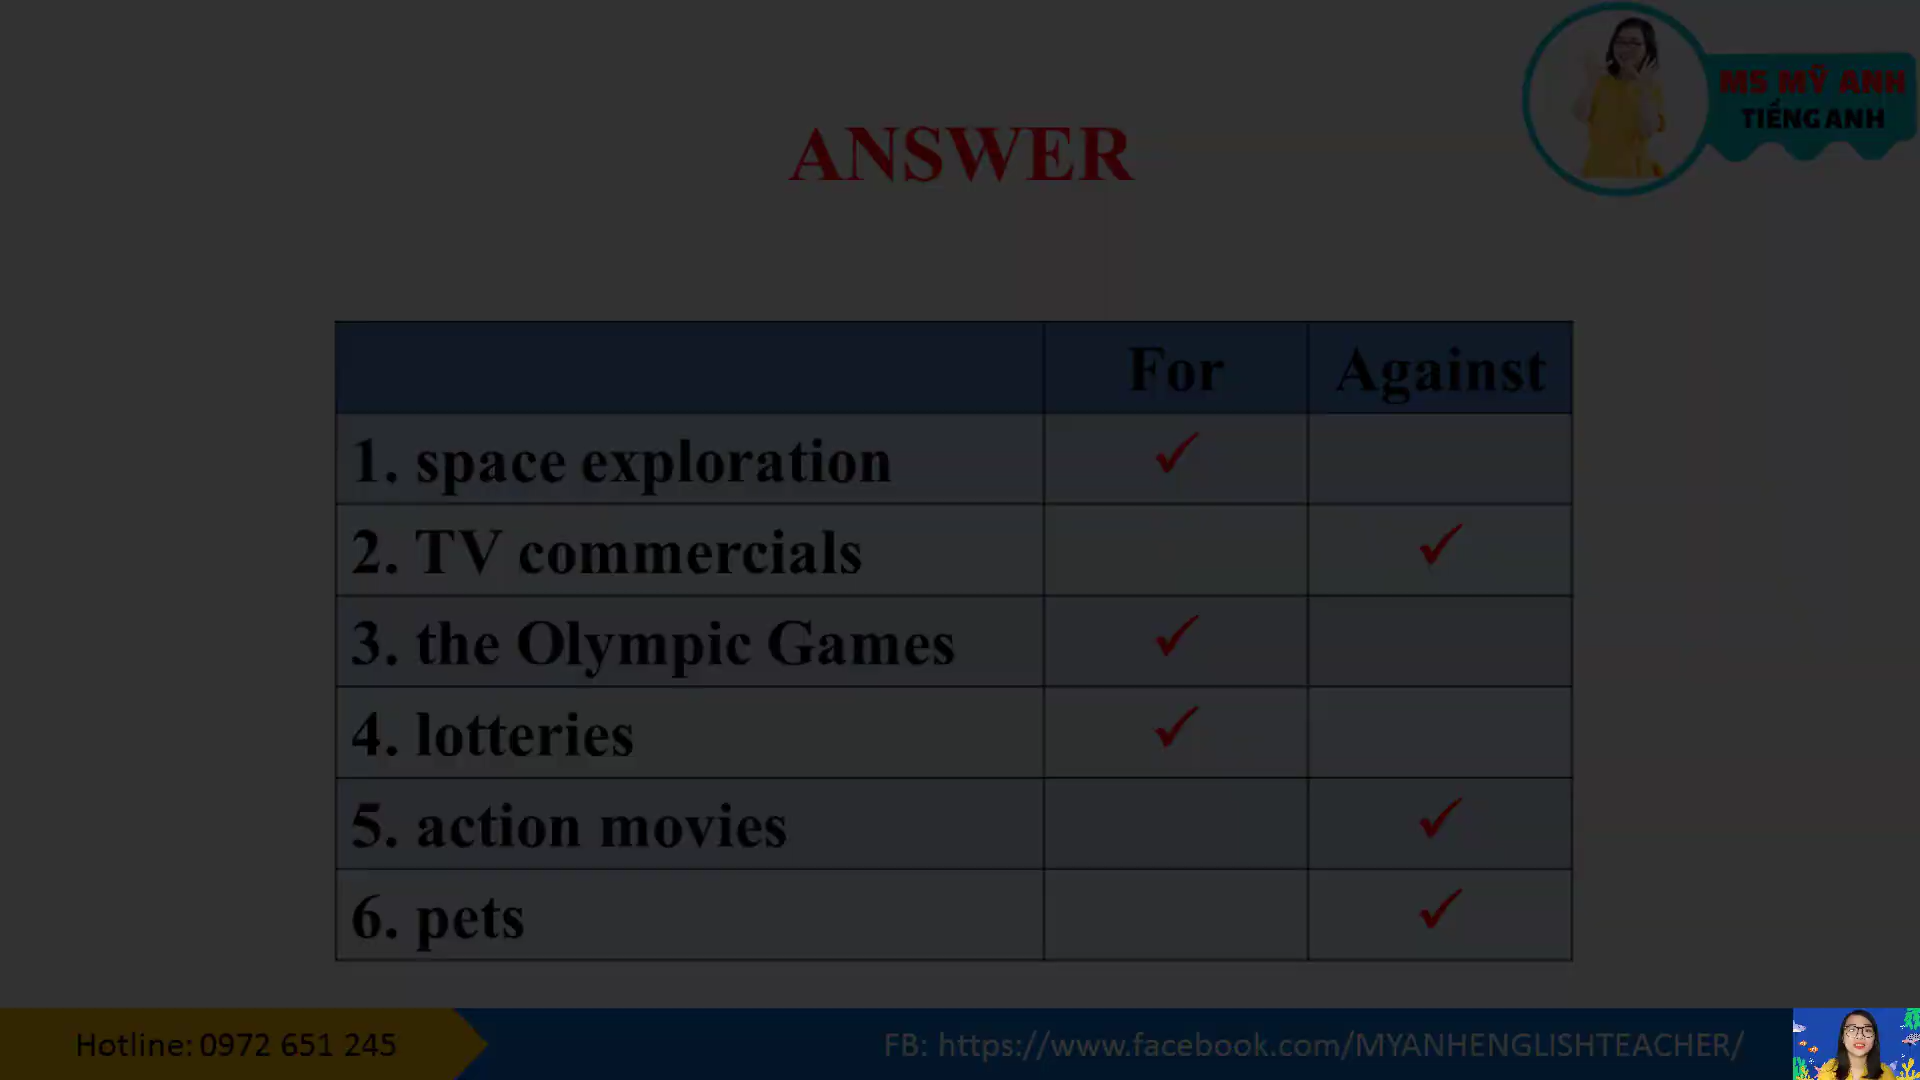 MS MỸ ANH
TIẾNG ANH
ANSWER
For Against
1. space exploration ✓
2. TV commercials ✓
3. the Olympic Games ✓
4. lotteries ✓
5. action movies ✓
6. pets ✓
Hotline: 0972 651 245
FB: https://www.facebook.com/MYANHENGLISHTEACHER/